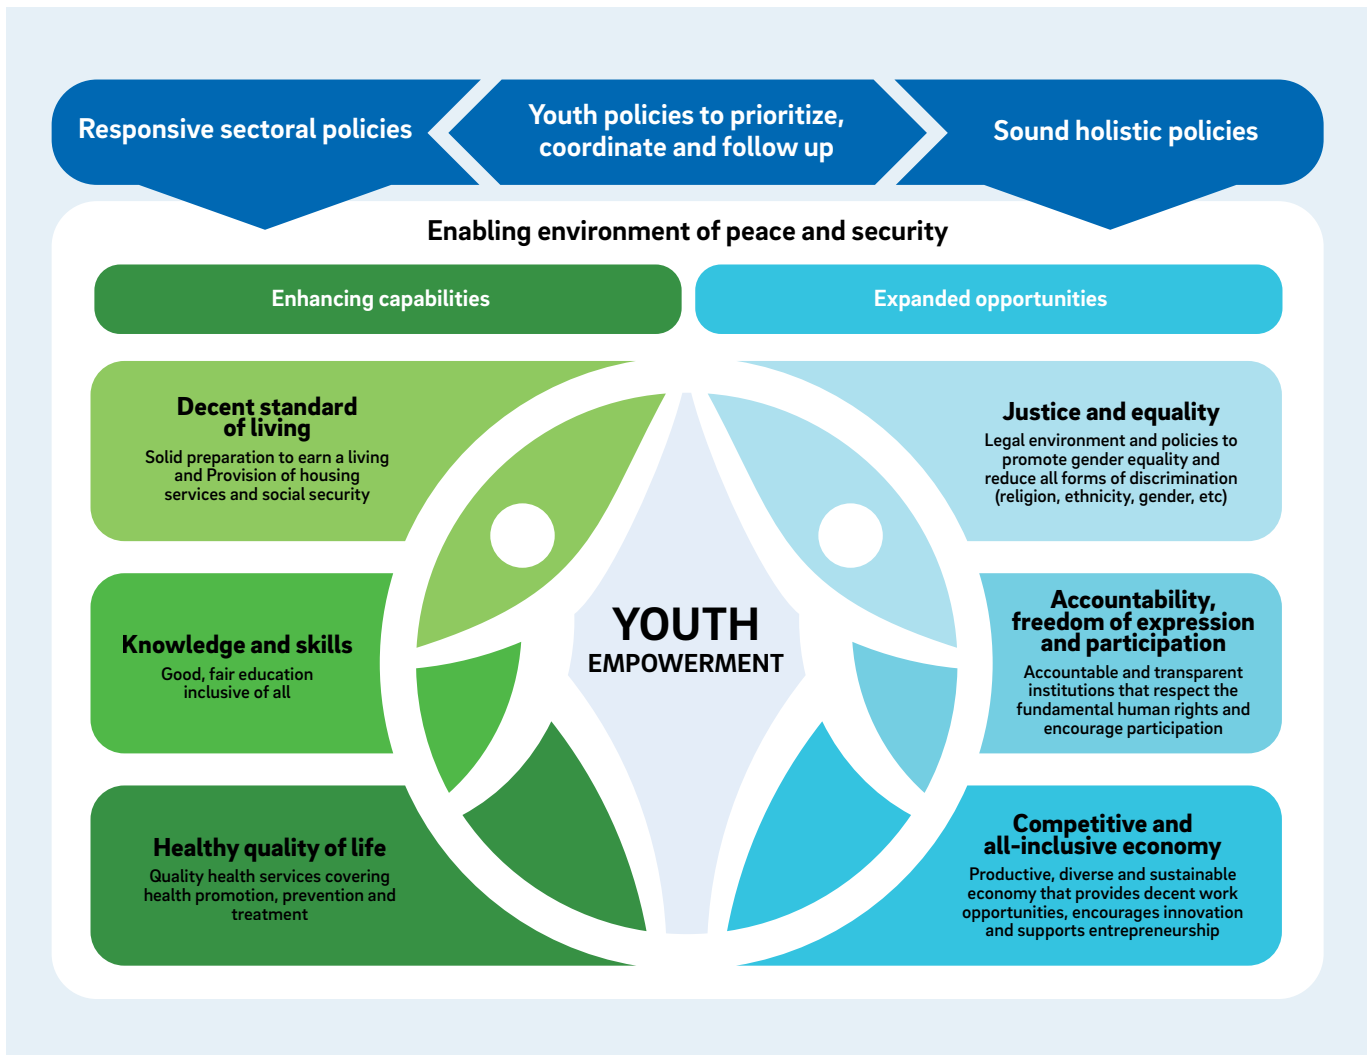 Responsive sectoral policies
Youth policies to prioritize,
coordinate and follow up
Sound holistic policies
Enabling environment of peace and security
Enhancing capabilities
Expanded opportunities
Decent standard
of living
Solid preparation to earn a living
and Provision of housing
services and social security
Knowledge and skills
Good, fair education
inclusive of all
Healthy quality of life
Quality health services covering
health promotion, prevention and
treatment
YOUTH
EMPOWERMENT
Justice and equality
Legal environment and policies to
promote gender equality and
reduce all forms of discrimination
(religion, ethnicity, gender, etc)
Accountability,
freedom of expression
and participation
Accountable and transparent
institutions that respect the
fundamental human rights and
encourage participation
Competitive and
all-inclusive economy
Productive, diverse and sustainable
economy that provides decent work
opportunities, encourages innovation
and supports entrepreneurship